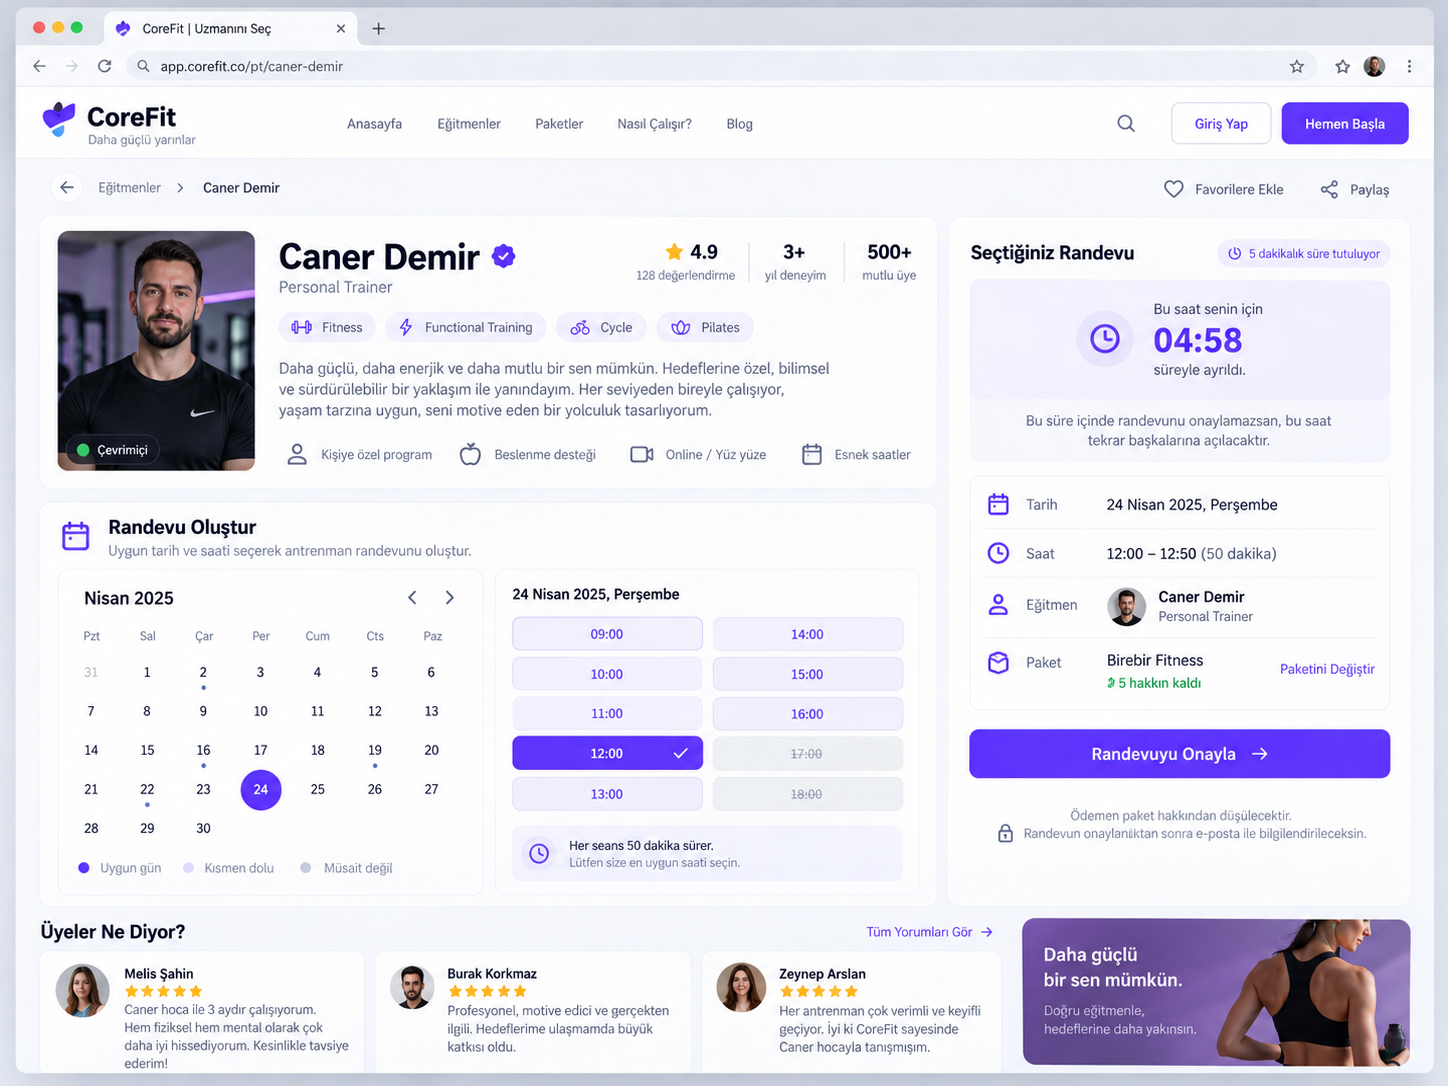 CoreFit | Uzmanını Seç
app.corefit.co/pt/caner-demir
CoreFit
Daha güçlü yarınlar
Anasayfa
Eğitmenler
Paketler
Nasıl Çalışır?
Blog
Giriş Yap
Hemen Başla
Eğitmenler
Caner Demir
Favorilere Ekle
Paylaş
Çevrimiçi
Caner Demir
Personal Trainer
4.9
128 değerlendirme
3+
yıl deneyim
500+
mutlu üye
Fitness
Functional Training
Cycle
Pilates
Daha güçlü, daha enerjik ve daha mutlu bir sen mümkün. Hedeflerine özel, bilimsel
ve sürdürülebilir bir yaklaşım ile yanındayım. Her seviyeden bireyle çalışıyor,
yaşam tarzına uygun, seni motive eden bir yolculuk tasarlıyorum.
Kişiye özel program
Beslenme desteği
Online / Yüz yüze
Esnek saatler
Randevu Oluştur
Uygun tarih ve saati seçerek antrenman randevunu oluştur.
Nisan 2025
Pzt Sal Çar Per Cum Cts Paz
31 1 2 3 4 5 6
7 8 9 10 11 12 13
14 15 16 17 18 19 20
21 22 23 24 25 26 27
28 29 30
Uygun gün
Kısmen dolu
Müsait değil
24 Nisan 2025, Perşembe
09:00 14:00
10:00 15:00
11:00 16:00
12:00 17:00
13:00 18:00
Her seans 50 dakika sürer.
Lütfen size en uygun saati seçin.
Seçtiğiniz Randevu
5 dakikalık süre tutuluyor
Bu saat senin için
04:58
süreyle ayrıldı.
Bu süre içinde randevunu onaylamazsan, bu saat
tekrar başkalarına açılacaktır.
Tarih
24 Nisan 2025, Perşembe
Saat
12:00 – 12:50 (50 dakika)
Eğitmen
Caner Demir
Personal Trainer
Paket
Birebir Fitness
5 hakkın kaldı
Paketini Değiştir
Randevuyu Onayla
Ödemen paket hakkından düşülecektir.
Randevun onaylandıktan sonra e-posta ile bilgilendirileceksin.
Üyeler Ne Diyor?
Tüm Yorumları Gör
Melis Şahin
Caner hoca ile 3 aydır çalışıyorum.
Hem fiziksel hem mental olarak çok
daha iyi hissediyorum. Kesinlikle tavsiye
ederim!
Burak Korkmaz
Profesyonel, motive edici ve gerçekten
ilgili. Hedeflerime ulaşmamda büyük
katkısı oldu.
Zeynep Arslan
Her antrenman çok verimli ve keyifli
geçiyor. İyi ki CoreFit sayesinde
Caner hocayla tanışmışım.
Daha güçlü
bir sen mümkün.
Doğru eğitmenle,
hedeflerine daha yakınsın.